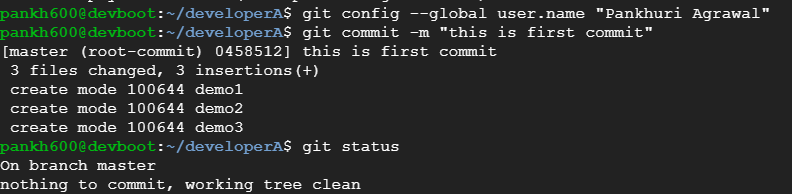 pankh600@devboot:~/developerA$ git config --global user.name "Pankhuri Agrawal"
pankh600@devboot:~/developerA$ git commit -m "this is first commit"
[master (root-commit) 0458512] this is first commit
 3 files changed, 3 insertions(+)
 create mode 100644 demo1
 create mode 100644 demo2
 create mode 100644 demo3
pankh600@devboot:~/developerA$ git status
On branch master
nothing to commit, working tree clean